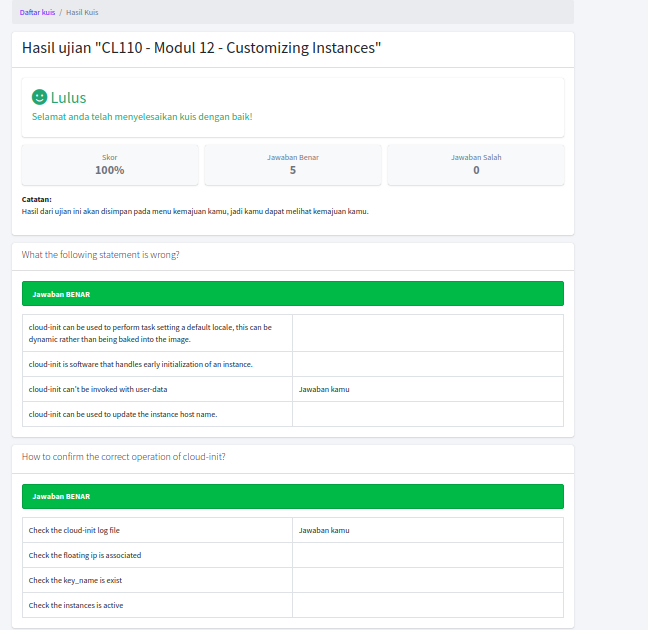 Daftar kuis / Hasil Kuis
Hasil ujian "CL110 - Modul 12 - Customizing Instances"
Lulus
Selamat anda telah menyelesaikan kuis dengan baik!
Skor
100%
Jawaban Benar
5
Jawaban Salah
0
Catatan:
Hasil dari ujian ini akan disimpan pada menu kemajuan kamu, jadi kamu dapat melihat kemajuan kamu.
What the following statement is wrong?
Jawaban BENAR
cloud-init can be used to perform task setting a default locale, this can be
dynamic rather than being baked into the image.
cloud-init is software that handles early initialization of an instance.
cloud-init can't be invoked with user-data Jawaban kamu
cloud-init can be used to update the instance host name.
How to confirm the correct operation of cloud-init?
Jawaban BENAR
Check the cloud-init log file Jawaban kamu
Check the floating ip is associated
Check the key_name is exist
Check the instances is active